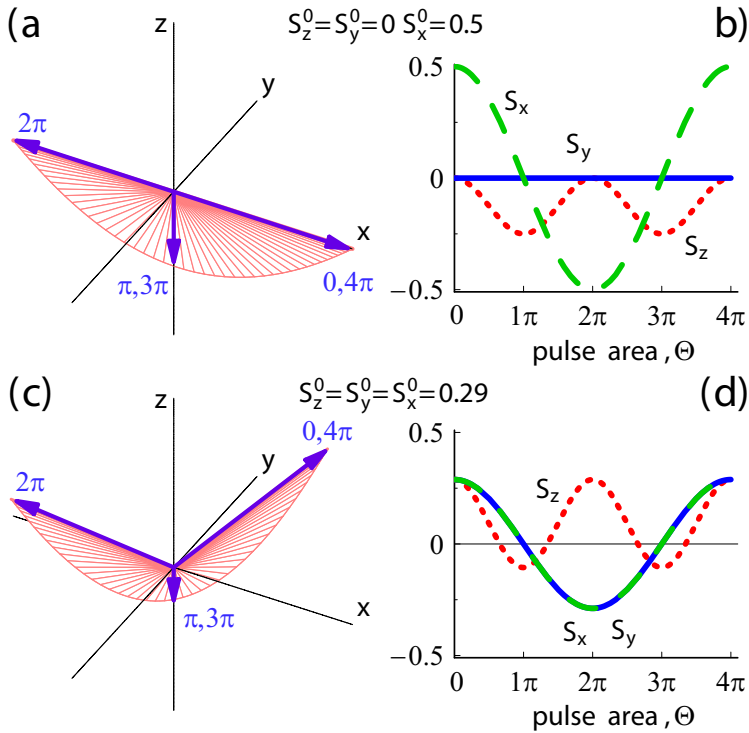 (a
z
S_z^0=S_y^0=0 S_x^0=0.5
b)
y
2π
x
π,3π
0,4π
0.5
0
−0.5
S_x
S_y
S_z
0 1π 2π 3π 4π
pulse area , Θ
(c)
z
S_z^0=S_y^0=S_x^0=0.29
(d)
0,4π
y
2π
π,3π
x
0.5
0
−0.5
S_z
S_x S_y
0 1π 2π 3π 4π
pulse area , Θ